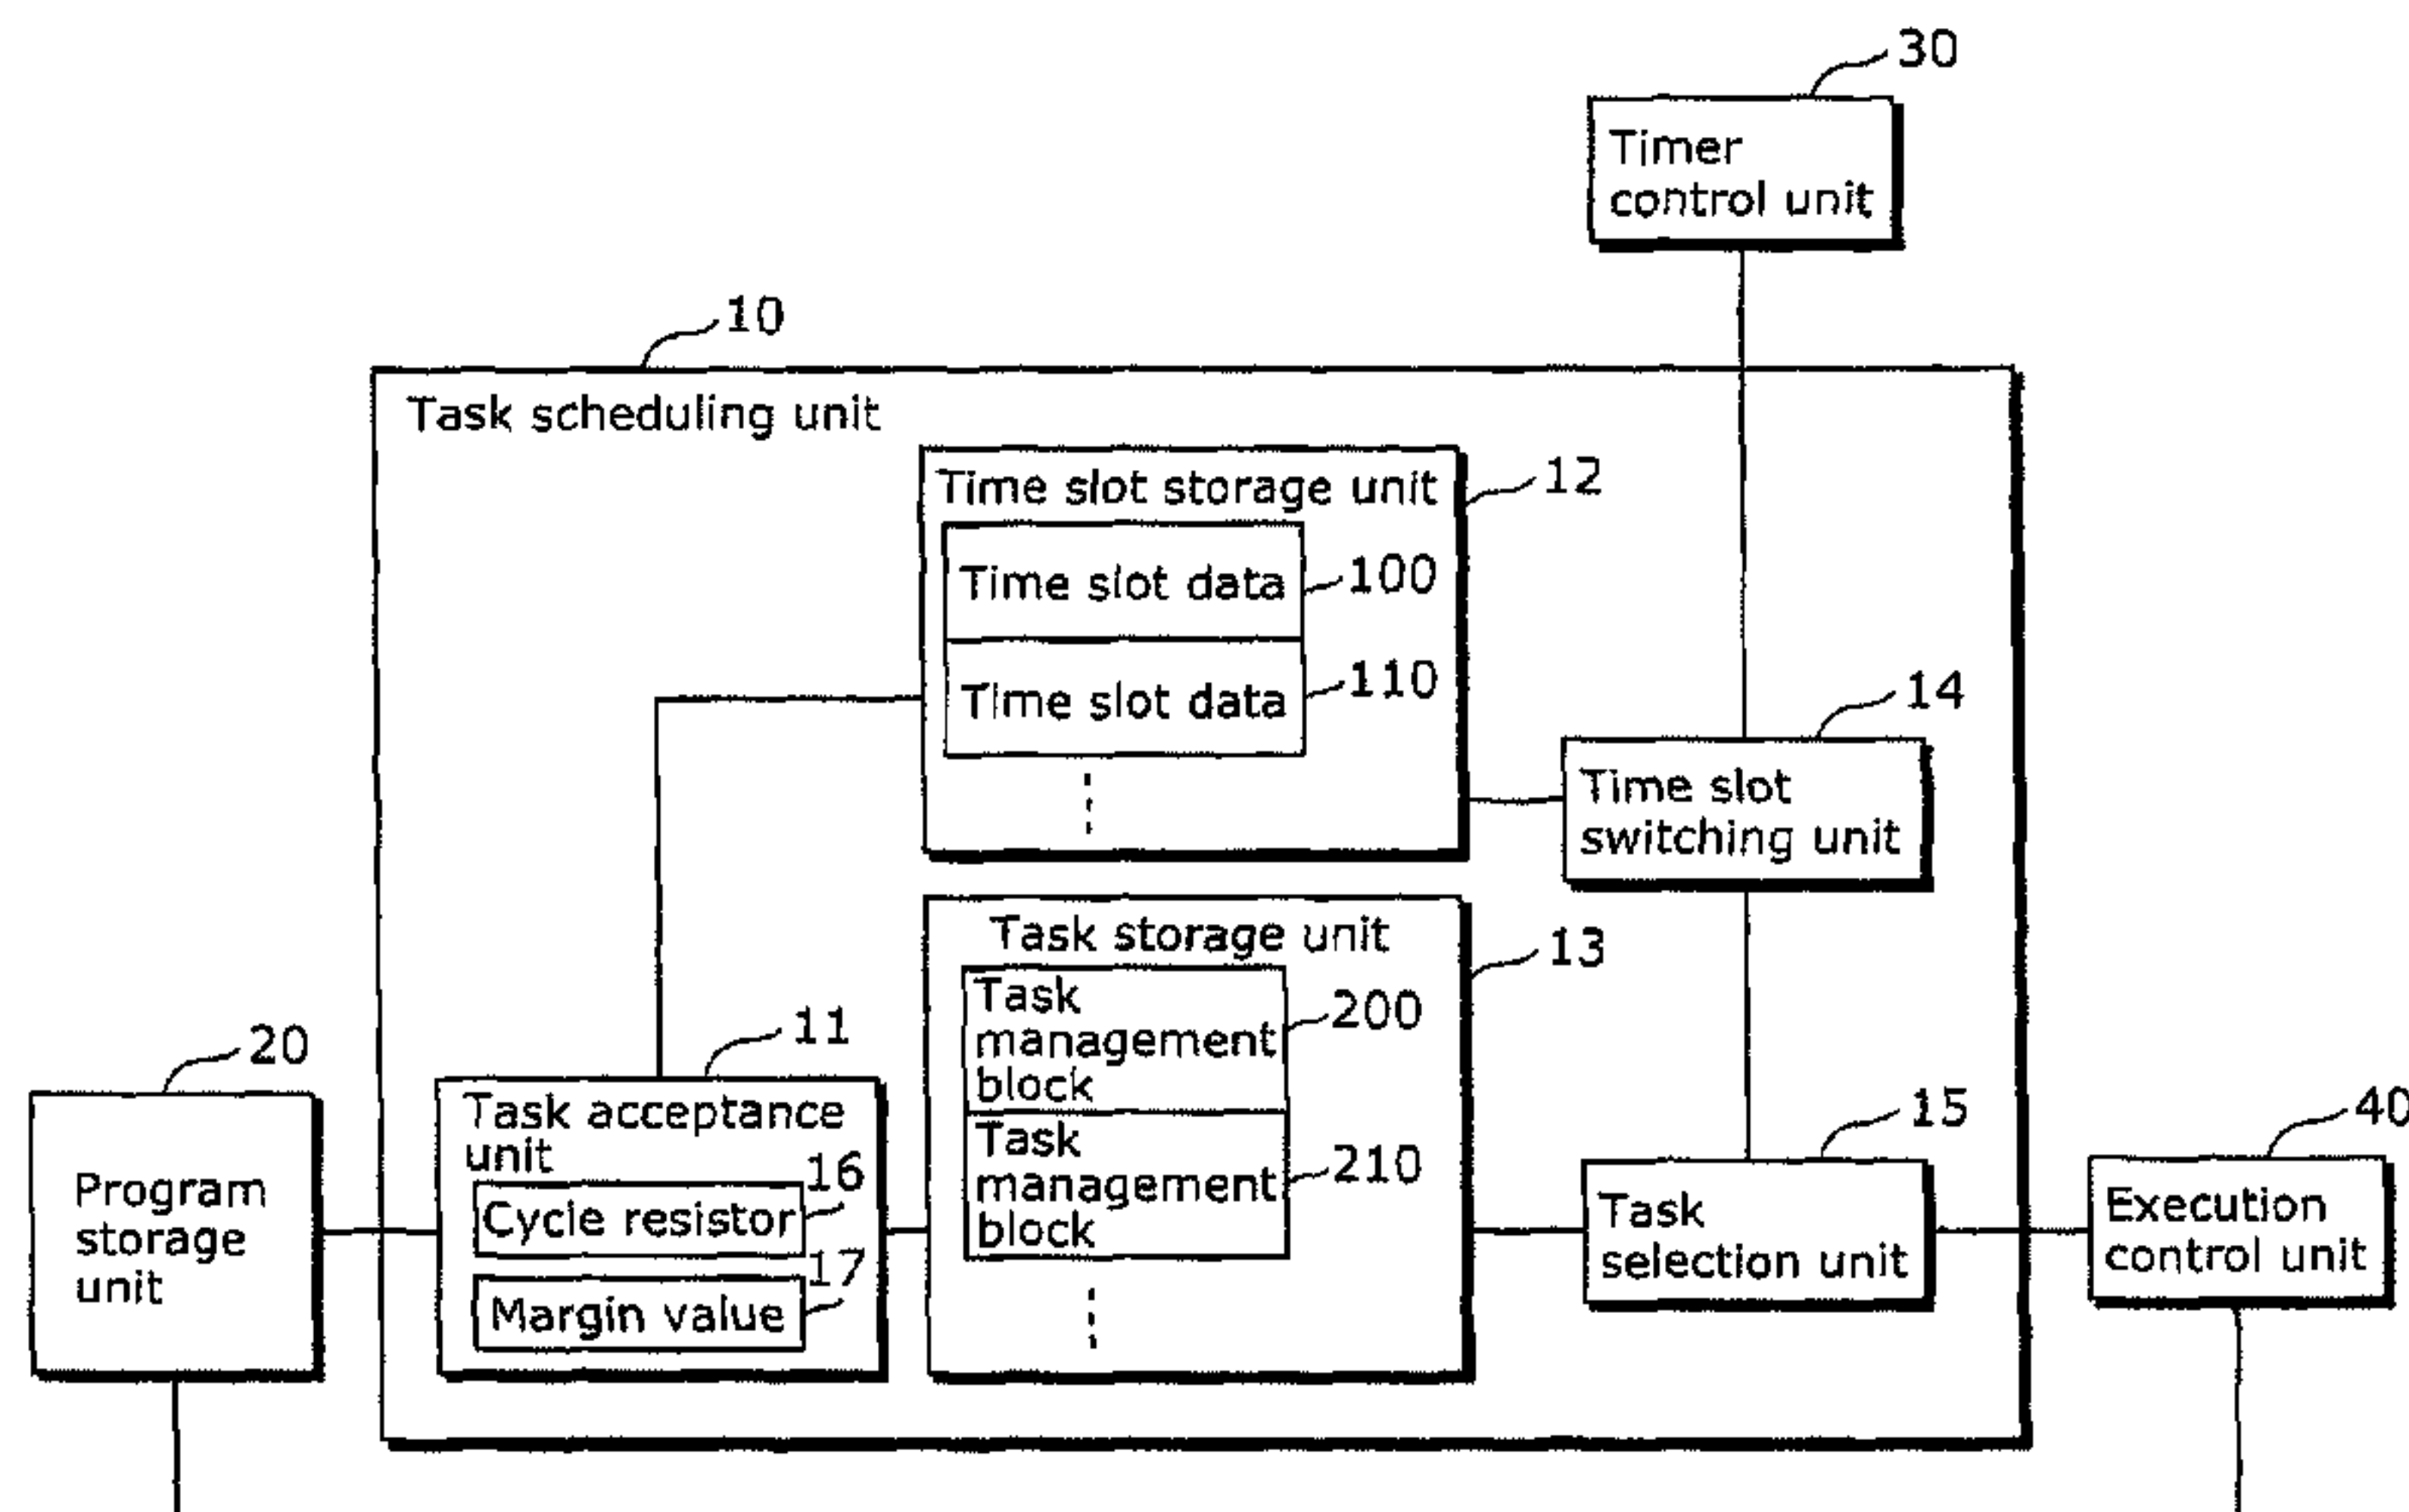 30
Timer
control unit
10
Task scheduling unit
Time slot storage unit
12
Time slot data
100
Time slot data
110
14
Time slot
switching unit
Task storage unit
13
Task
management
block
200
Task
management
block
210
20
Program
storage
unit
11
Task acceptance
unit
16
Cycle resistor
17
Margin value
15
Task
selection unit
40
Execution
control unit